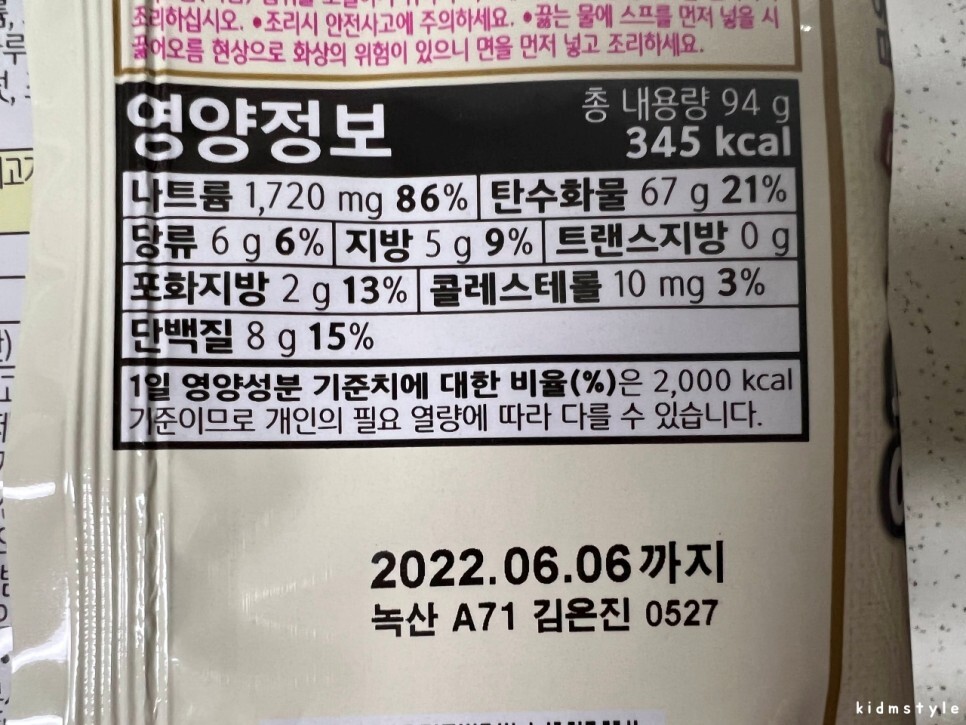 조리하십시오. •조리시 안전사고에 주의하세요. •끓는 물에 스프를 먼저 넣을 시
끓어오름 현상으로 화상의 위험이 있으니 면을 먼저 넣고 조리하세요.
영양정보
총 내용량 94 g
345 kcal
나트륨 1,720 mg 86% 탄수화물 67 g 21%
당류 6 g 6% 지방 5 g 9% 트랜스지방 0 g
포화지방 2 g 13% 콜레스테롤 10 mg 3%
단백질 8 g 15%
1일 영양성분 기준치에 대한 비율(%)은 2,000 kcal
기준이므로 개인의 필요 열량에 따라 다를 수 있습니다.
2022.06.06까지
녹산 A71 김온진 0527
kidmstyle